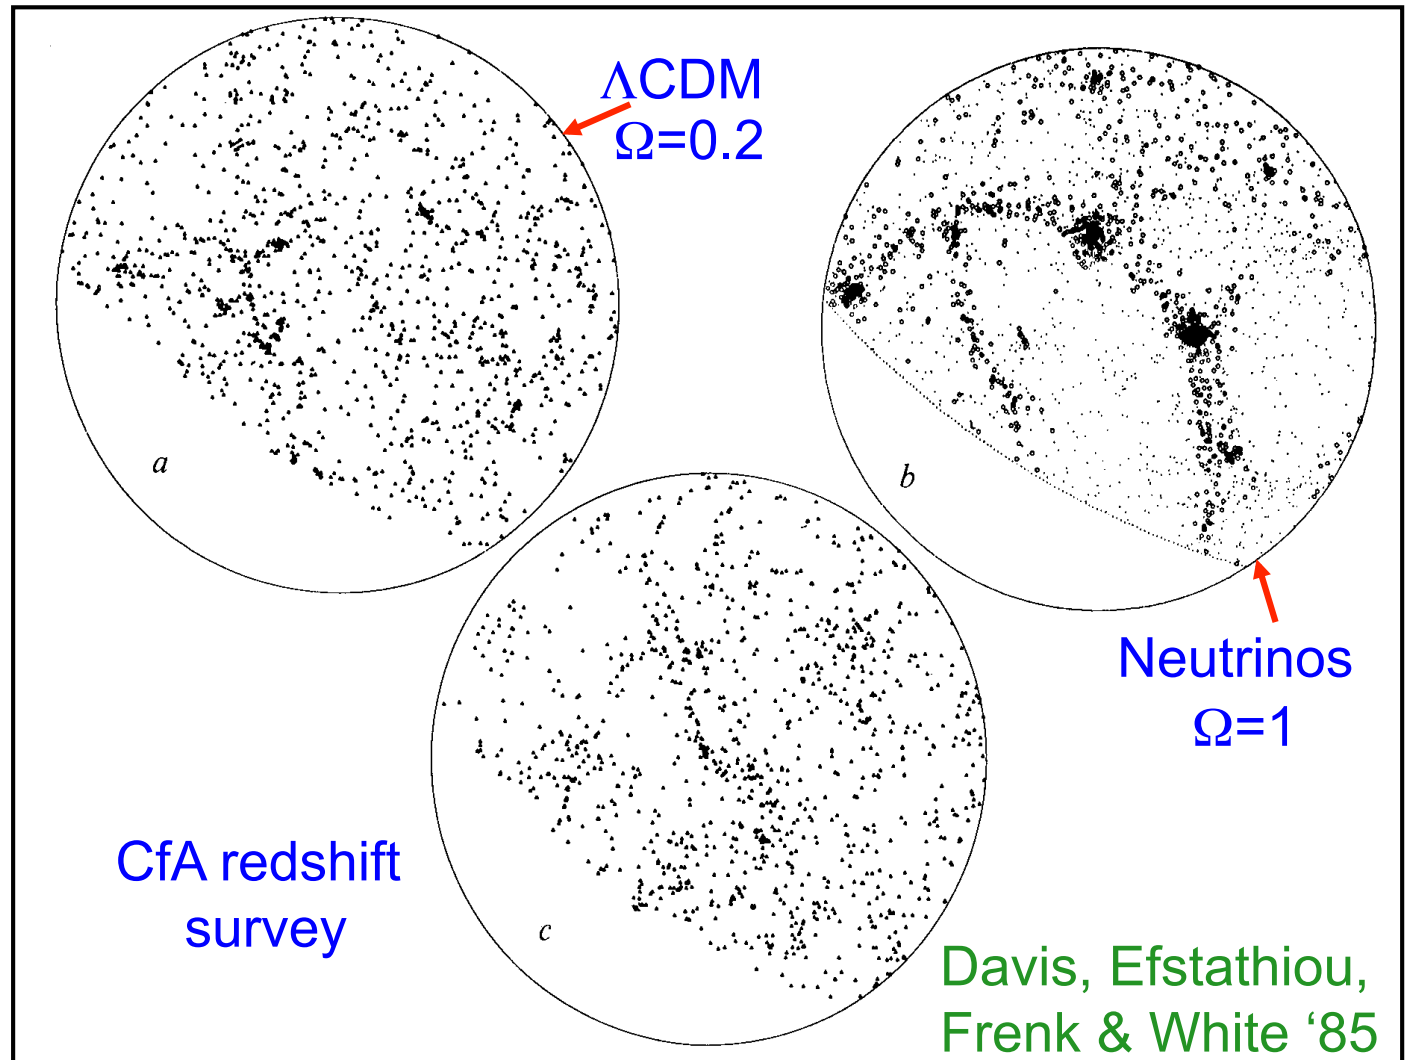 ΛCDM
Ω=0.2
a
b
Neutrinos
Ω=1
CfA redshift
survey
c
Davis, Efstathiou,
Frenk & White ‘85